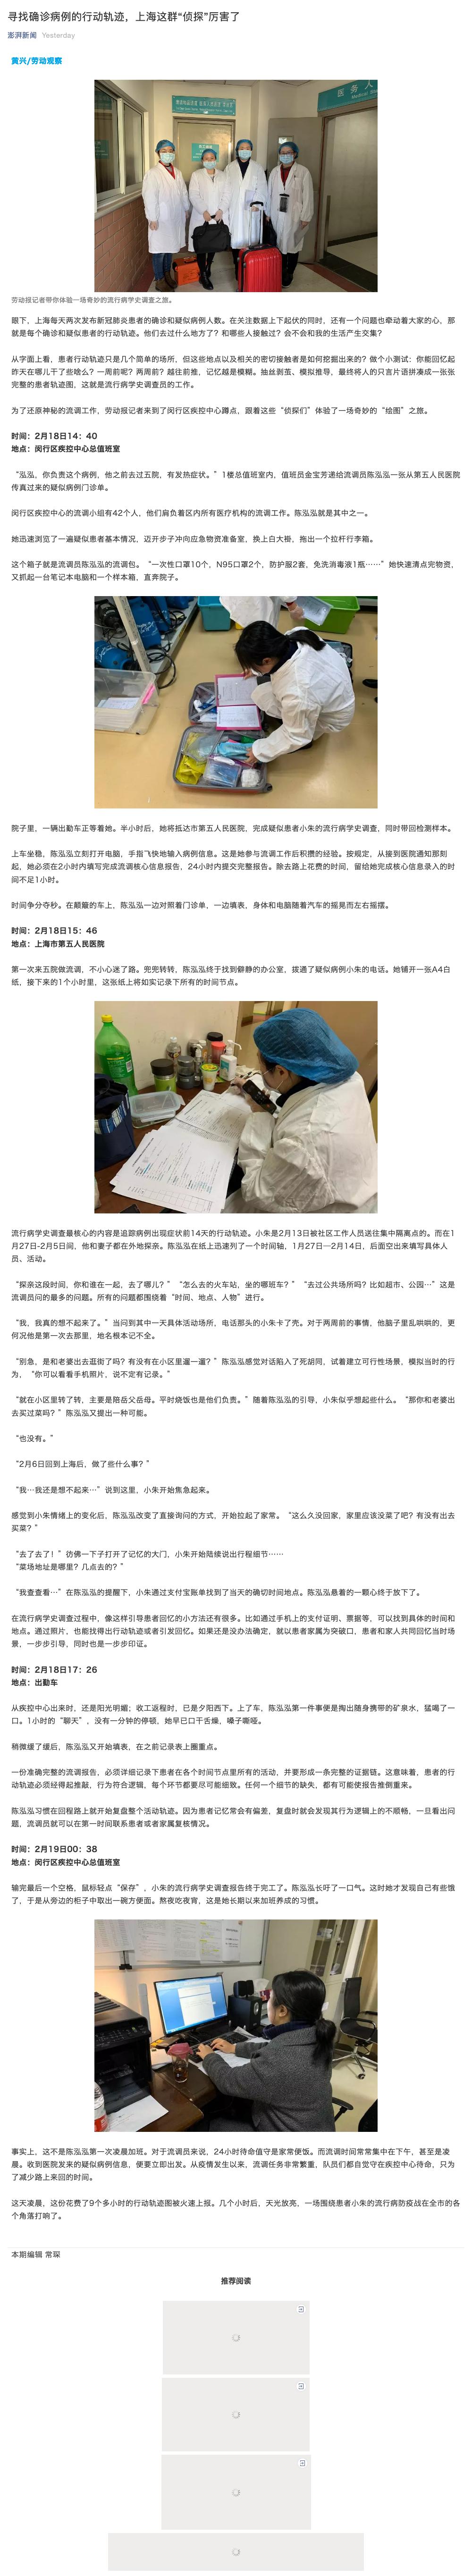 寻找确诊病例的行动轨迹，上海这群“侦探”厉害了
澎湃新闻 Yesterday
黄兴/劳动观察
医务人
劳动报记者带你体验一场奇妙的流行病学史调查之旅。
眼下，上海每天两次发布新冠肺炎患者的确诊和疑似病例人数。在关注数据上下起伏的同时，还有一个问题也牵动着大家的心，那
就是每个确诊和疑似患者的行动轨迹。他们去过什么地方了？和哪些人接触过？会不会和我的生活产生交集？
从字面上看，患者行动轨迹只是几个简单的场所，但这些地点以及相关的密切接触者是如何挖掘出来的？做个小测试：你能回忆起
昨天在哪儿干了些啥么？一周前呢？两周前？越往前推，记忆越是模糊。抽丝剥茧、模拟推导，最终将人的只言片语拼凑成一张张
完整的患者轨迹图，这就是流行病学史调查员的工作。
为了还原神秘的流调工作，劳动报记者来到了闵行区疾控中心蹲点，跟着这些“侦探们”体验了一场奇妙的“绘图”之旅。
时间：2月18日14：40
地点：闵行区疾控中心总值班室
“泓泓，你负责这个病例，他之前去过五院，有发热症状。”1楼总值班室内，值班员金宝芳递给流调员陈泓泓一张从第五人民医院
传真过来的疑似病例门诊单。
闵行区疾控中心的流调小组有42个人，他们肩负着区内所有医疗机构的流调工作。陈泓泓就是其中之一。
她迅速浏览了一遍疑似患者基本情况，迈开步子冲向应急物资准备室，换上白大褂，拖出一个拉杆行李箱。
这个箱子就是流调员陈泓泓的流调包。“一次性口罩10个，N95口罩2个，防护服2套，免洗消毒液1瓶……”她快速清点完物资，
又抓起一台笔记本电脑和一个样本箱，直奔院子。
院子里，一辆出勤车正等着她。半小时后，她将抵达市第五人民医院，完成疑似患者小朱的流行病学史调查，同时带回检测样本。
上车坐稳，陈泓泓立刻打开电脑，手指飞快地输入病例信息。这是她参与流调工作后积攒的经验。按规定，从接到医院通知那刻
起，她必须在2小时内填写完成流调核心信息报告，24小时内提交完整报告。除去路上花费的时间，留给她完成核心信息录入的时
间不足1小时。
时间争分夺秒。在颠簸的车上，陈泓泓一边对照着门诊单，一边填表，身体和电脑随着汽车的摇晃而左右摇摆。
时间：2月18日15：46
地点：上海市第五人民医院
第一次来五院做流调，不小心迷了路。兜兜转转，陈泓泓终于找到僻静的办公室，拨通了疑似病例小朱的电话。她铺开一张A4白
纸，接下来的1个小时里，这张纸上将如实记录下所有的时间节点。
流行病学史调查最核心的内容是追踪病例出现症状前14天的行动轨迹。小朱是2月13日被社区工作人员送往集中隔离点的。而在1
月27日-2月5日间，他和妻子都在外地探亲。陈泓泓在纸上迅速列了一个时间轴，1月27日—2月14日，后面空出来填写具体人
员、活动。
“探亲这段时间，你和谁在一起，去了哪儿？”“怎么去的火车站，坐的哪班车？”“去过公共场所吗？比如超市、公园…”这是
流调员问的最多的问题。所有的问题都围绕着“时间、地点、人物”进行。
“我，我真的想不起来了。”当问到其中一天具体活动场所，电话那头的小朱卡了壳。对于两周前的事情，他脑子里乱哄哄的，更
何况他是第一次去那里，地名根本记不全。
“别急，是和老婆出去逛街了吗？有没有在小区里遛一遛？”陈泓泓感觉对话陷入了死胡同，试着建立可行性场景，模拟当时的行
为，“你可以看看手机照片，说不定有记录。”
“就在小区里转了转，主要是陪岳父岳母。平时烧饭也是他们负责。”随着陈泓泓的引导，小朱似乎想起些什么。“那你和老婆出
去买过菜吗？”陈泓泓又提出一种可能。
“也没有。”
“2月6日回到上海后，做了些什么事？”
“我…我还是想不起来…”说到这里，小朱开始焦急起来。
感觉到小朱情绪上的变化后，陈泓泓改变了直接询问的方式，开始拉起了家常。“这么久没回家，家里应该没菜了吧？有没有出去
买菜？”
“去了去了！”彷佛一下子打开了记忆的大门，小朱开始陆续说出行程细节……
“菜场地址是哪里？几点去的？”
“我查查看…”在陈泓泓的提醒下，小朱通过支付宝账单找到了当天的确切时间地点。陈泓泓悬着的一颗心终于放下了。
在流行病学史调查过程中，像这样引导患者回忆的小方法还有很多。比如通过手机上的支付证明、票据等，可以找到具体的时间和
地点。通过照片，也能找得出行动轨迹或者引发回忆。如果还是没办法确定，就以患者家属为突破口，患者和家人共同回忆当时场
景，一步步引导，同时也是一步步印证。
时间：2月18日17：26
地点：出勤车
从疾控中心出来时，还是阳光明媚；收工返程时，已是夕阳西下。上了车，陈泓泓第一件事便是掏出随身携带的矿泉水，猛喝了一
口。1小时的“聊天”，没有一分钟的停顿，她早已口干舌燥，嗓子嘶哑。
稍微缓了缓后，陈泓泓又开始填表，在之前记录表上圈重点。
一份准确完整的流调报告，必须详细记录下患者在各个时间节点里所有的活动，并要形成一条完整的证据链。这意味着，患者的行
动轨迹必须经得起推敲，行为符合逻辑，每个环节都要尽可能细致。任何一个细节的缺失，都有可能使报告推倒重来。
陈泓泓习惯在回程路上就开始复盘整个活动轨迹。因为患者记忆常会有偏差，复盘时就会发现其行为逻辑上的不顺畅，一旦看出问
题，流调员就可以在第一时间联系患者或者家属复核情况。
时间：2月19日00：38
地点：闵行区疾控中心总值班室
输完最后一个空格，鼠标轻点“保存”，小朱的流行病学史调查报告终于完工了。陈泓泓长吁了一口气。这时她才发现自己有些饿
了，于是从旁边的柜子中取出一碗方便面。熬夜吃夜宵，这是她长期以来加班养成的习惯。
事实上，这不是陈泓泓第一次凌晨加班。对于流调员来说，24小时待命值守是家常便饭。而流调时间常常集中在下午，甚至是凌
晨。收到医院发来的疑似病例信息，便要立即出发。从疫情发生以来，流调任务非常繁重，队员们都自觉守在疾控中心待命，只为
了减少路上来回的时间。
这天凌晨，这份花费了9个多小时的行动轨迹图被火速上报。几个小时后，天光放亮，一场围绕患者小朱的流行病防疫战在全市的各
个角落打响了。
本期编辑 常琛
推荐阅读